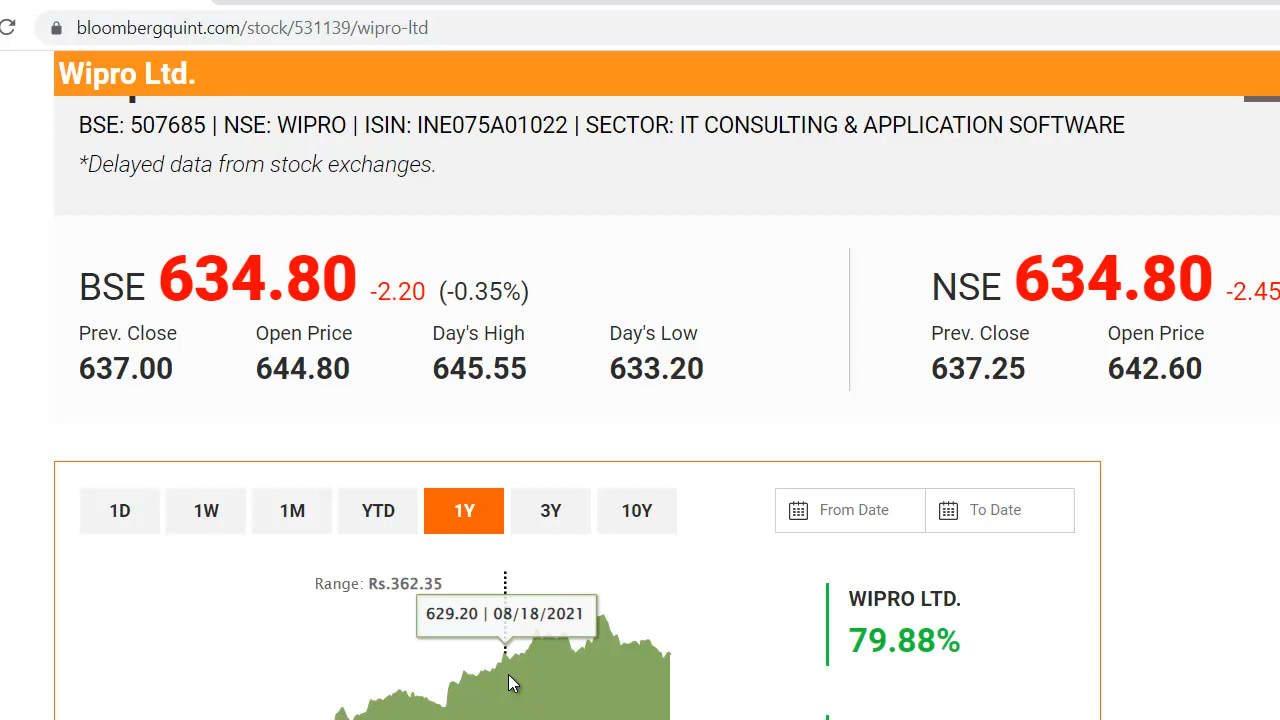 bloombergquint.com/stock/531139/wipro-ltd
Wipro Ltd.
BSE: 507685 | NSE: WIPRO | ISIN: INE075A01022 | SECTOR: IT CONSULTING & APPLICATION SOFTWARE
*Delayed data from stock exchanges.
BSE 634.80 -2.20 (-0.35%)
Prev. Close Open Price Day's High Day's Low
637.00 644.80 645.55 633.20
NSE 634.80 -2.45
Prev. Close Open Price
637.25 642.60
1D 1W 1M YTD 1Y 3Y 10Y
From Date To Date
Range: Rs.362.35
629.20 | 08/18/2021
WIPRO LTD.
79.88%